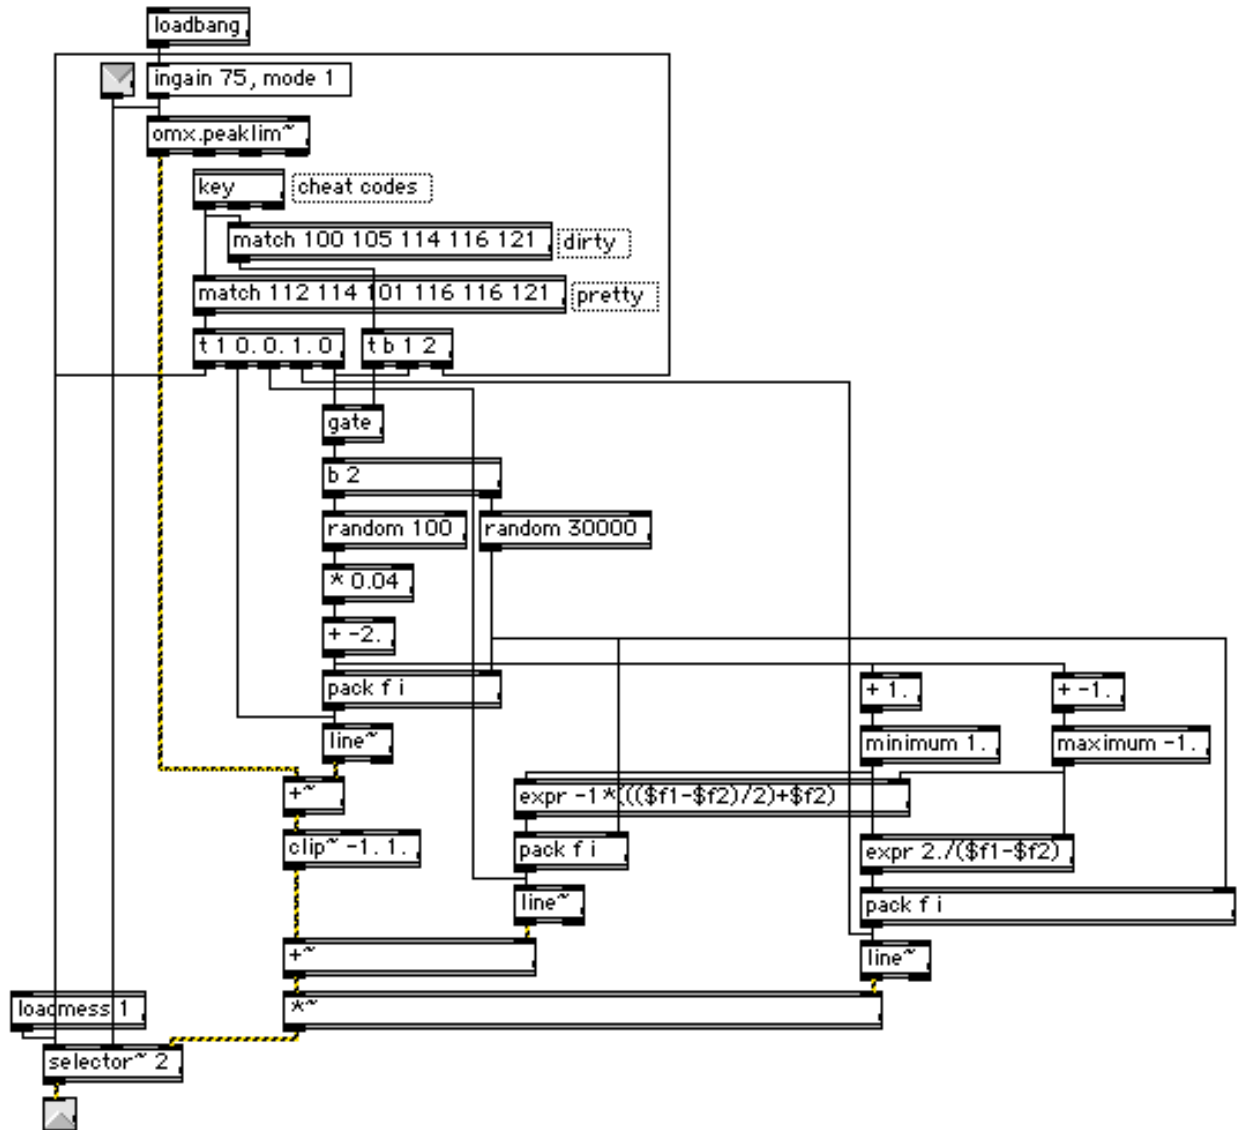 loadbang
ingain 75, mode 1
omx.peaklim~
key
cheat codes
match 100 105 114 116 121
dirty
match 112 114 101 116 116 121
pretty
t 1 0. 0. 1. 0
t b 1 2
gate
b 2
random 100
random 30000
* 0.04
+ -2.
pack f i
+ 1.
+ -1.
line~
minimum 1.
maximum -1.
+~
expr -1*((($f1-$f2)/2)+$f2)
clip~ -1. 1.
pack f i
expr 2./($f1-$f2)
line~
pack f i
+~
line~
loadmess 1
*~
selector~ 2